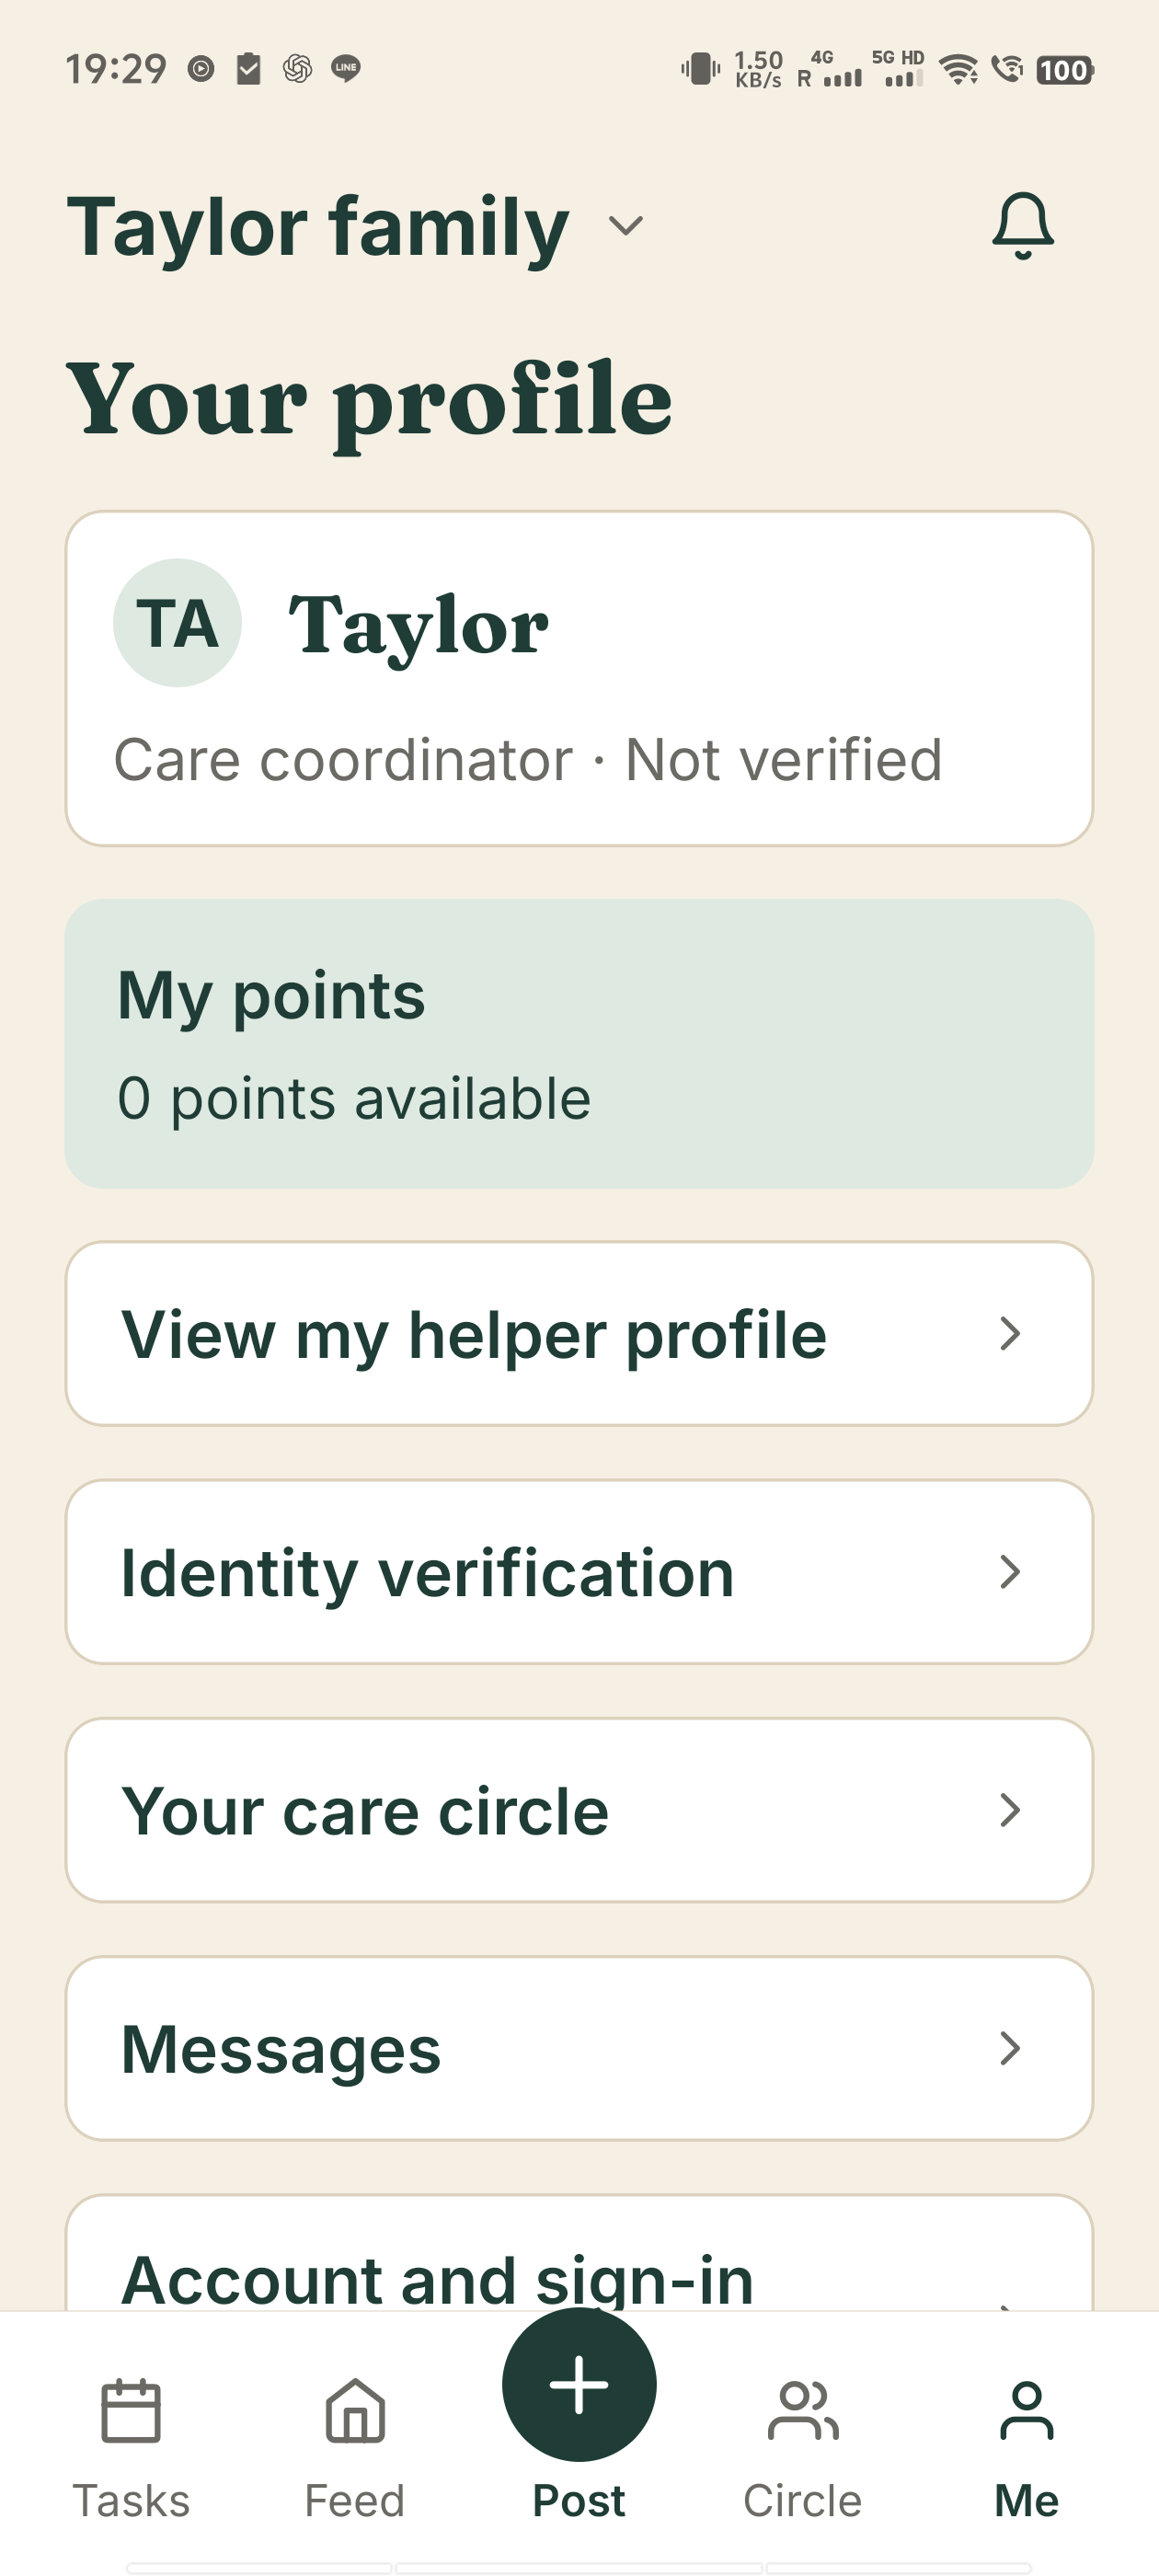 19:29
LINE
1.50
KB/s
R
4G
5G HD
1
100
Taylor family
Your profile
TA
Taylor
Care coordinator · Not verified
My points
0 points available
View my helper profile
Identity verification
Your care circle
Messages
Account and sign-in
Tasks
Feed
Post
Circle
Me